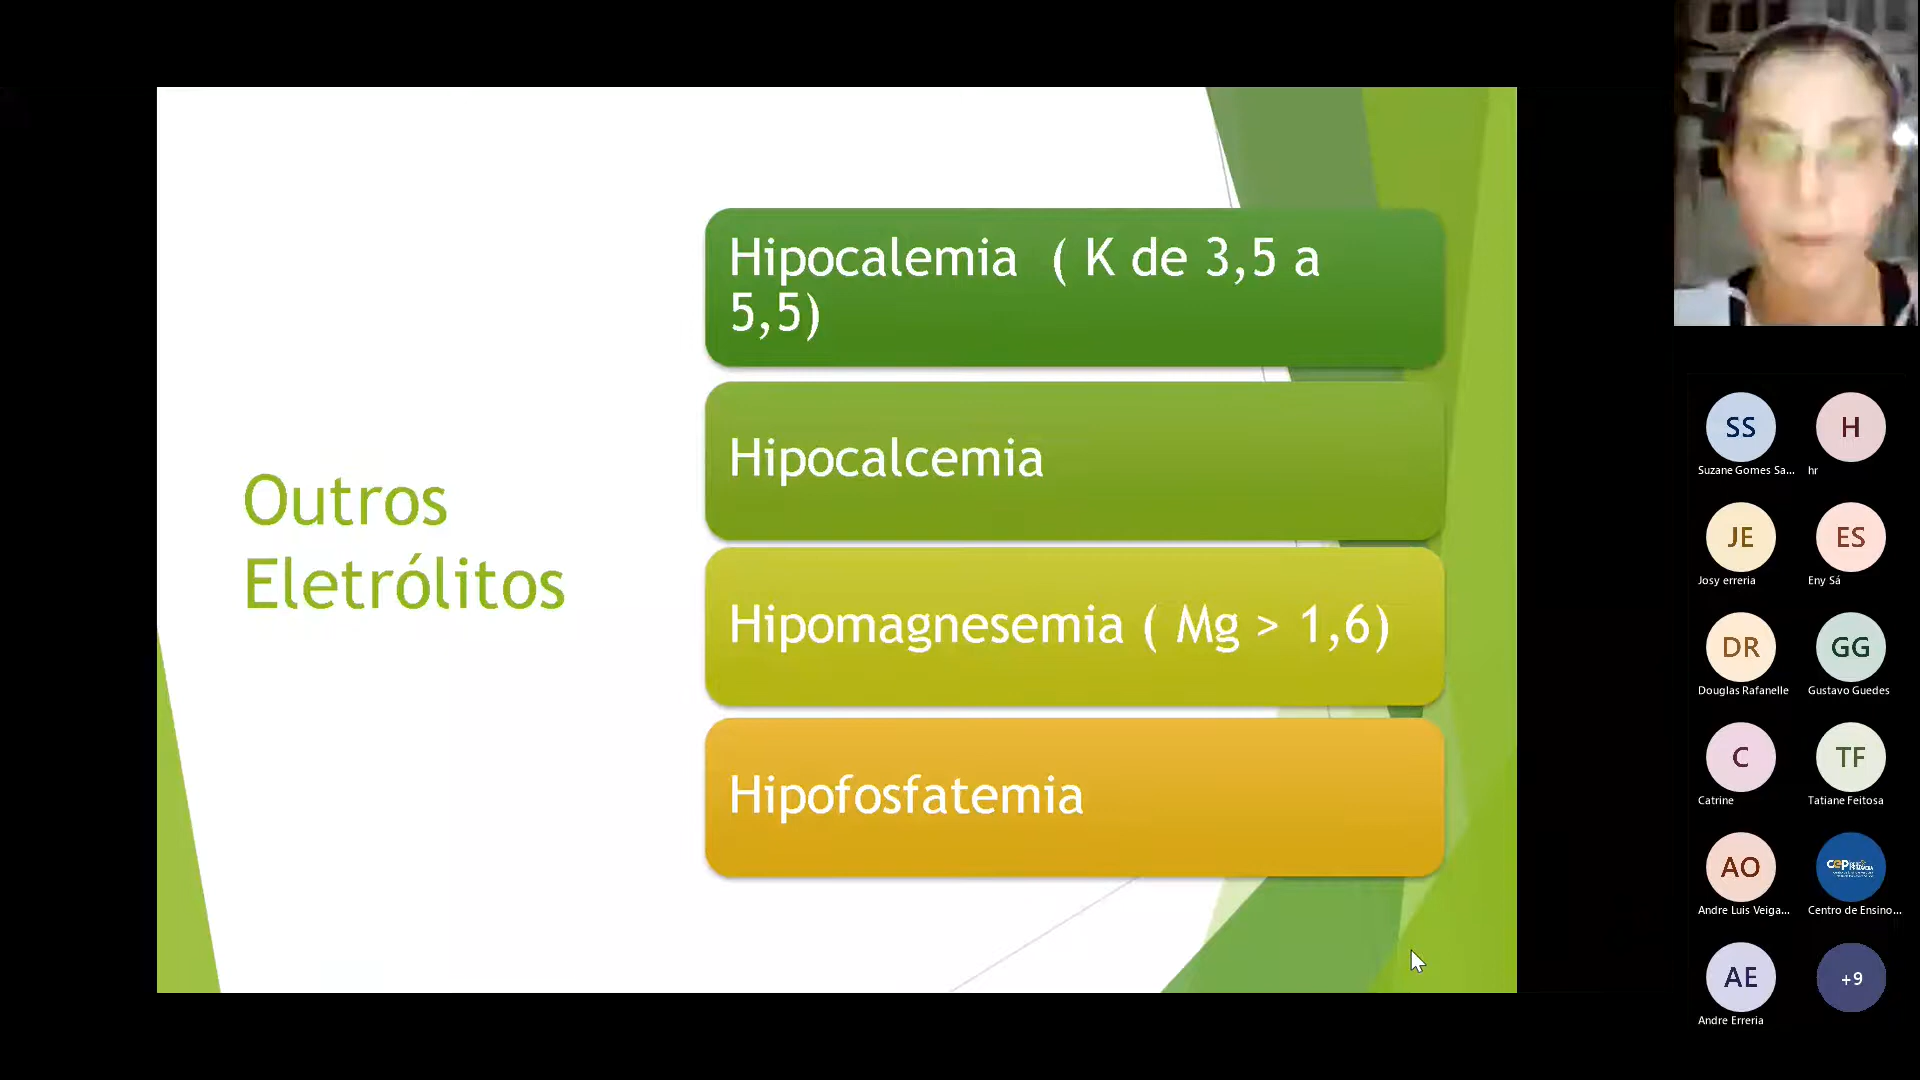 Outros
Eletrólitos
Hipocalemia ( K de 3,5 a
5,5)
Hipocalcemia
Hipomagnesemia ( Mg > 1,6)
Hipofosfatemia
SS
Suzane Gomes Sa...
H
hr
JE
Josy erreria
ES
Eny Sá
DR
Douglas Rafanelle
GG
Gustavo Guedes
C
Catrine
TF
Tatiane Feitosa
AO
Andre Luis Veiga...
CEP
Centro de Ensino...
AE
Andre Erreria
+9